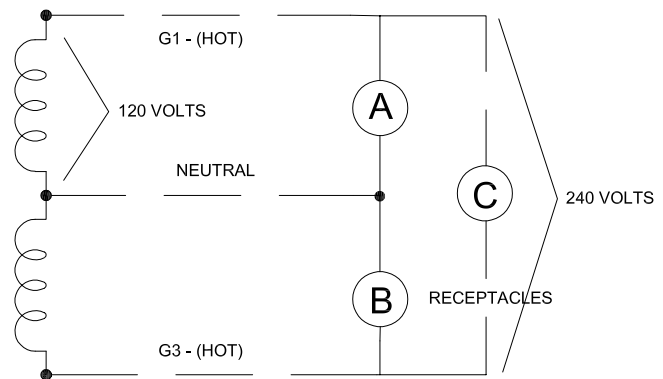 G1 - (HOT)
A
120 VOLTS
NEUTRAL
C
240 VOLTS
B
RECEPTACLES
G3 - (HOT)